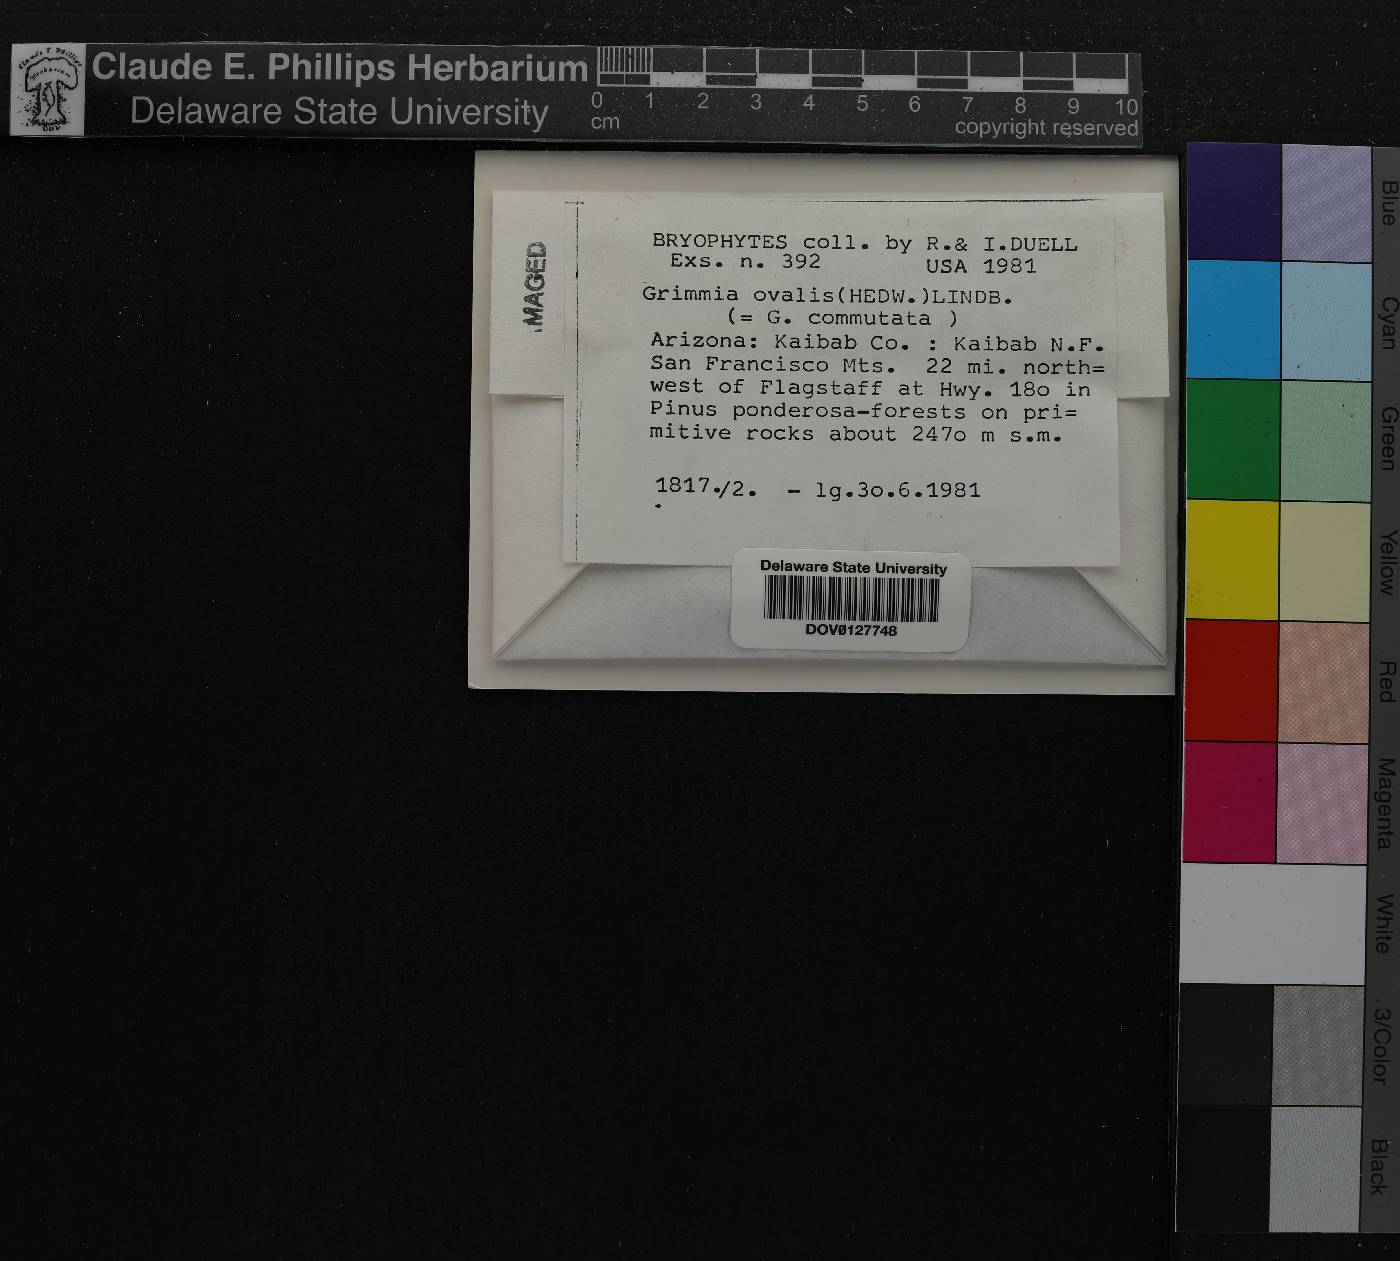 Claude E. Phillips Herbarium
Delaware State University
0 1 2 3 4 5 6 7 8 9 10
cm
copyright reserved
IMAGED
BRYOPHYTES coll. by R.& I.DUELL
Exs. n. 392 USA 1981
Grimmia ovalis(HEDW.)LINDB.
(= G. commutata )
Arizona: Kaibab Co. : Kaibab N.F.
San Francisco Mts. 22 mi. north=
west of Flagstaff at Hwy. 18o in
Pinus ponderosa-forests on pri=
mitive rocks about 247o m s.m.
1817./2. - lg.3o.6.1981
Delaware State University
DOV0127748
Blue
Cyan
Green
Yellow
Red
Magenta
White
.3/Color
Black